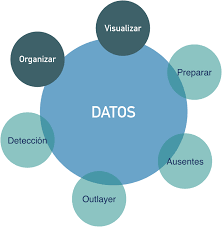 Visualizar
Organizar
Preparar
DATOS
Detección
Ausentes
Outlayer